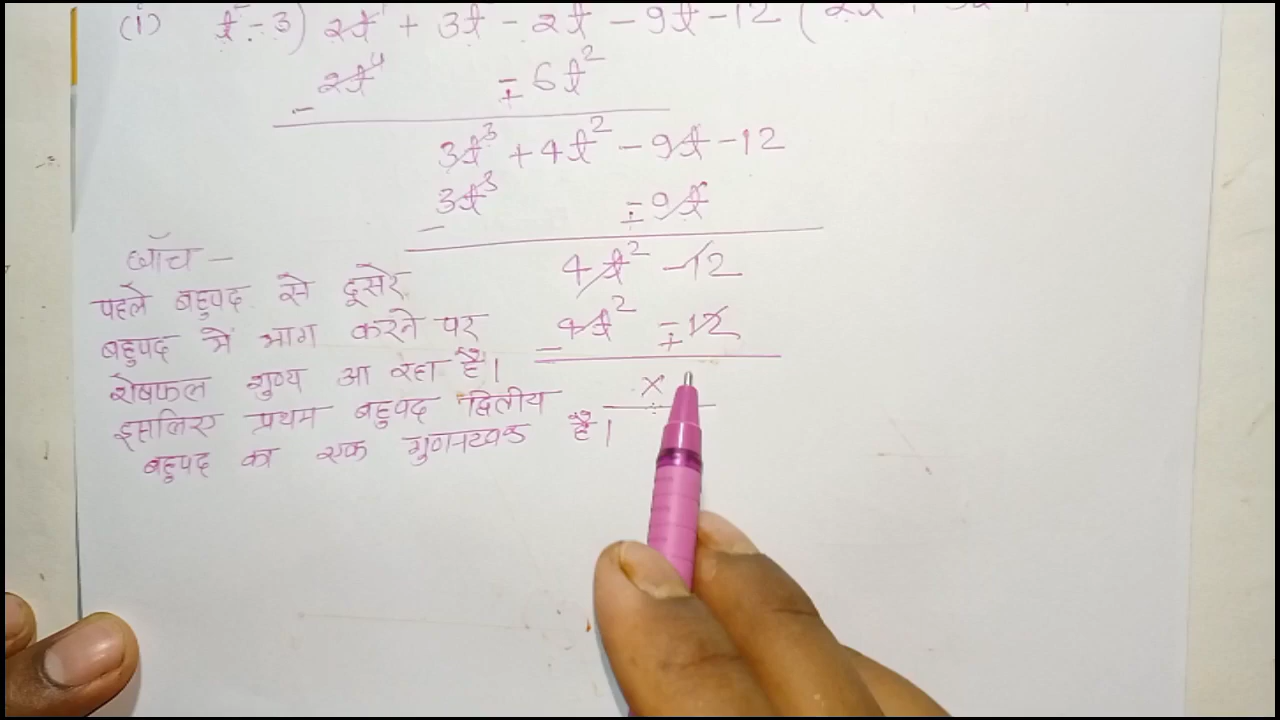 (i) t²-3) 2t⁴ + 3t³ - 2t² - 9t - 12 (
- 2t⁴ ∓ 6t²
3t³ + 4t² - 9t - 12
- 3t³ ∓ 9t
4t² - 12
- 4t² ∓ 12
×
जाँच -
पहले बहुपद से दूसरे
बहुपद में भाग करने पर
शेषफल शुण्य आ रहा है।
इसलिए प्रथम बहुपद द्वितीय
बहुपद का एक गुणनखण्ड है।